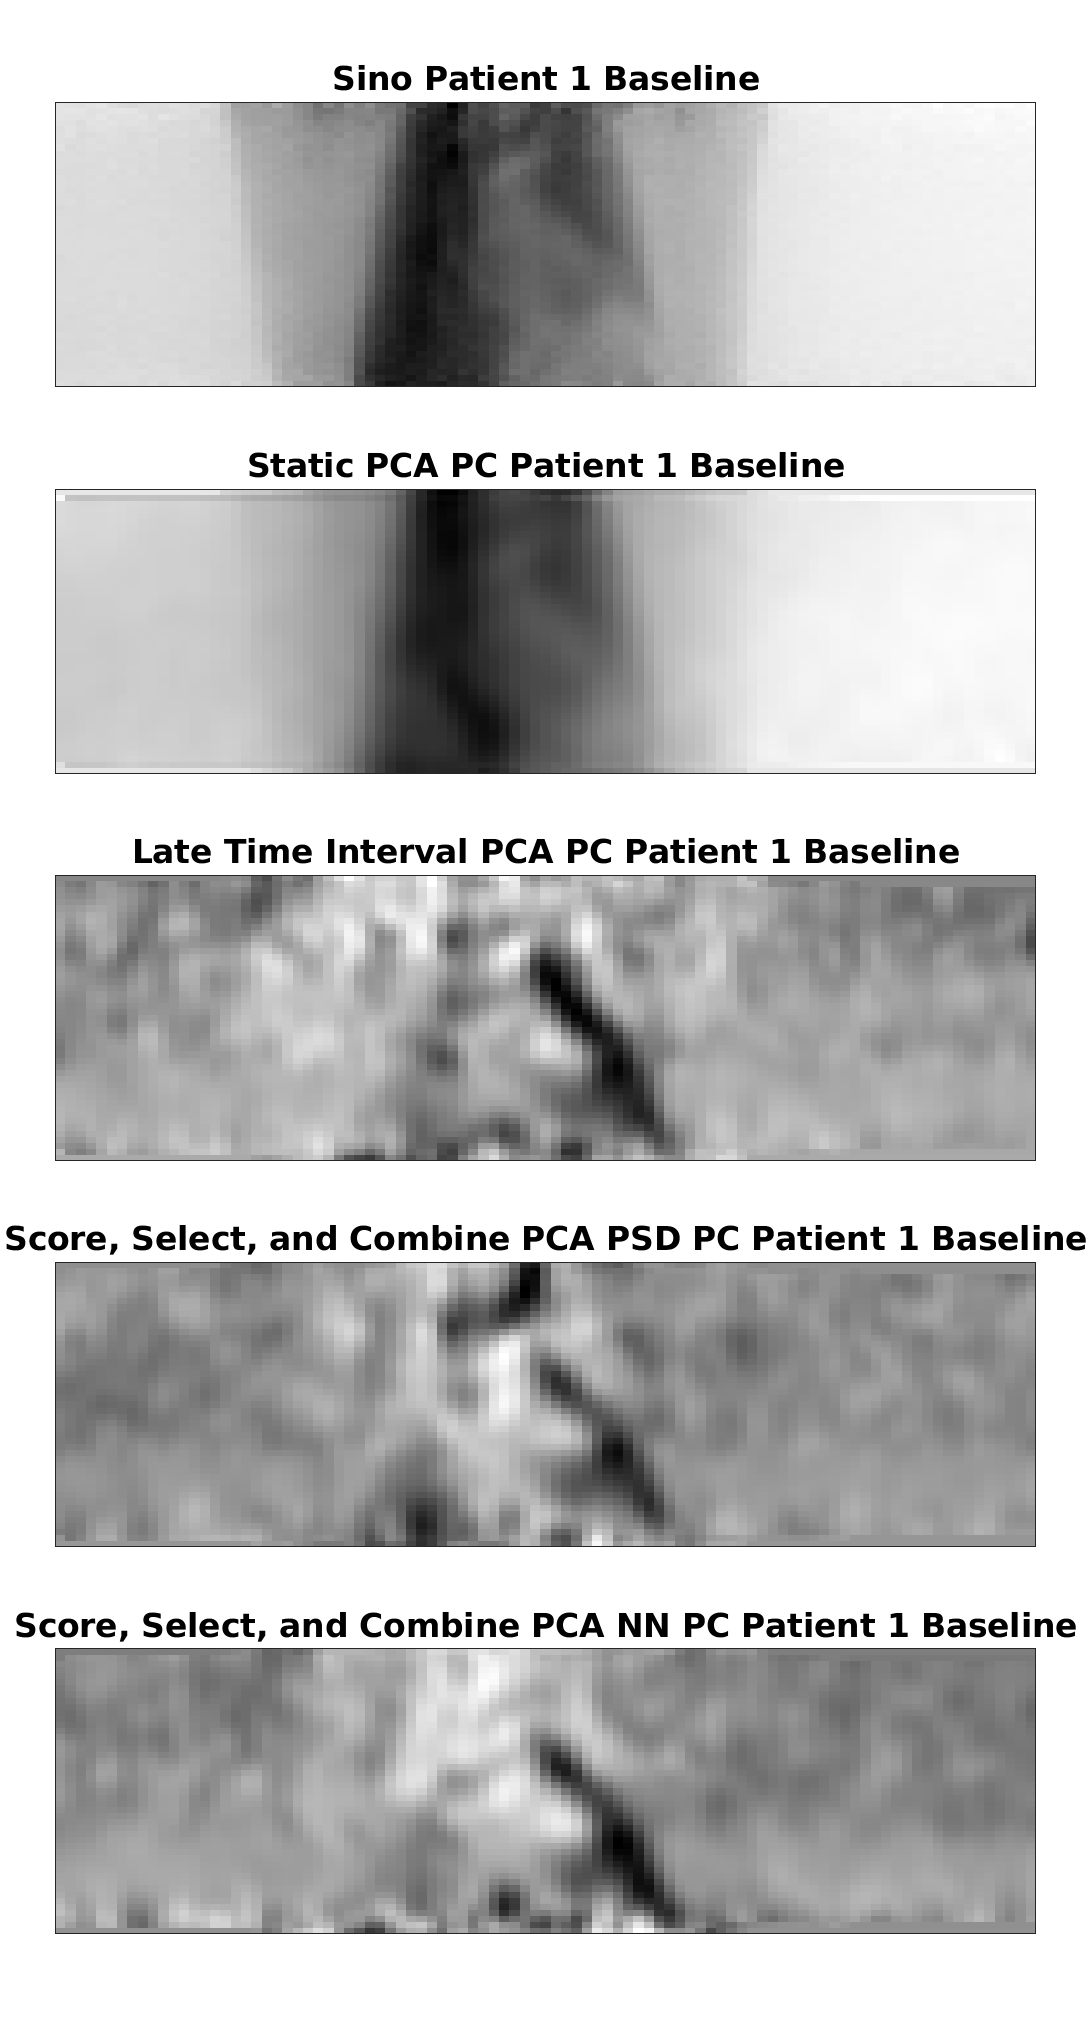 Sino Patient 1 Baseline
Static PCA PC Patient 1 Baseline
Late Time Interval PCA PC Patient 1 Baseline
Score, Select, and Combine PCA PSD PC Patient 1 Baseline
Score, Select, and Combine PCA NN PC Patient 1 Baseline